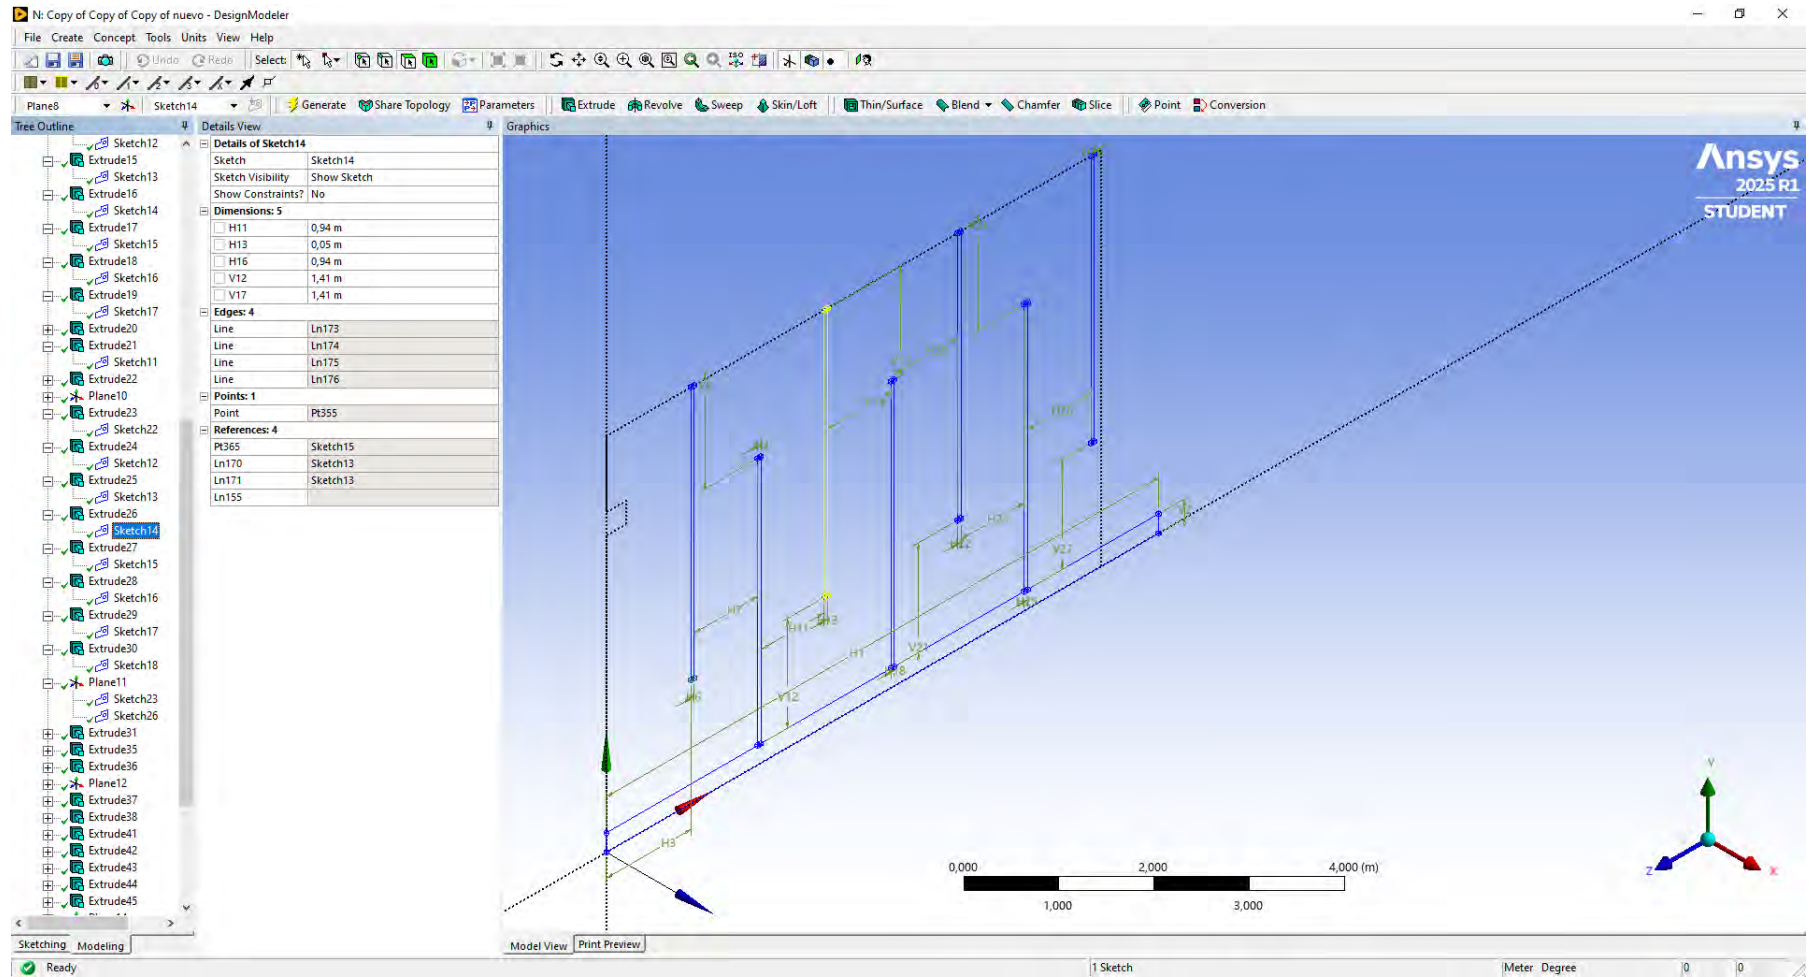 N: Copy of Copy of Copy of nuevo - DesignModeler
File Create Concept Tools Units View Help
Undo Redo Select: ISO
Plane8 Sketch14 Generate Share Topology Parameters Extrude Revolve Sweep Skin/Loft Thin/Surface Blend Chamfer Slice Point Conversion
Tree Outline
Sketch12
Extrude15
Sketch13
Extrude16
Sketch14
Extrude17
Sketch15
Extrude18
Sketch16
Extrude19
Sketch17
Extrude20
Extrude21
Sketch11
Extrude22
Plane10
Extrude23
Sketch22
Extrude24
Sketch12
Extrude25
Sketch13
Extrude26
Sketch14
Extrude27
Sketch15
Extrude28
Sketch16
Extrude29
Sketch17
Extrude30
Sketch18
Plane11
Sketch23
Sketch26
Extrude31
Extrude35
Extrude36
Plane12
Extrude37
Extrude38
Extrude41
Extrude42
Extrude43
Extrude44
Extrude45
Sketching Modeling
Details View
Details of Sketch14
Sketch Sketch14
Sketch Visibility Show Sketch
Show Constraints? No
Dimensions: 5
H11 0,94 m
H13 0,05 m
H16 0,94 m
V12 1,41 m
V17 1,41 m
Edges: 4
Line Ln173
Line Ln174
Line Ln175
Line Ln176
Points: 1
Point Pt355
References: 4
Pt365 Sketch15
Ln170 Sketch13
Ln171 Sketch13
Ln155
Graphics
Ansys
2025 R1
STUDENT
H11
H1
V12
V27
H3
0,000 2,000 4,000 (m)
1,000 3,000
Y
Z
X
Model View Print Preview
Ready 1 Sketch Meter Degree 0 0